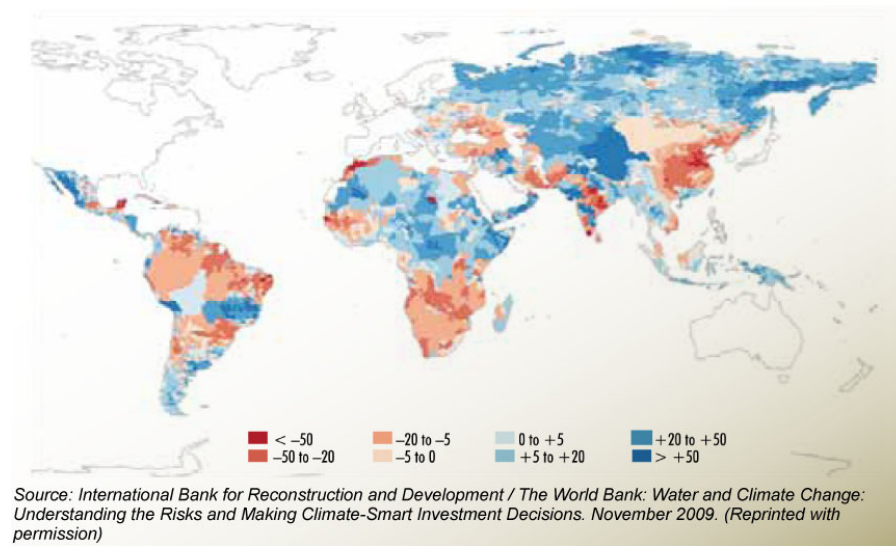 < –50
–20 to –5
0 to +5
+20 to +50
–50 to –20
–5 to 0
+5 to +20
> +50
Source: International Bank for Reconstruction and Development / The World Bank: Water and Climate Change:
Understanding the Risks and Making Climate-Smart Investment Decisions. November 2009. (Reprinted with
permission)